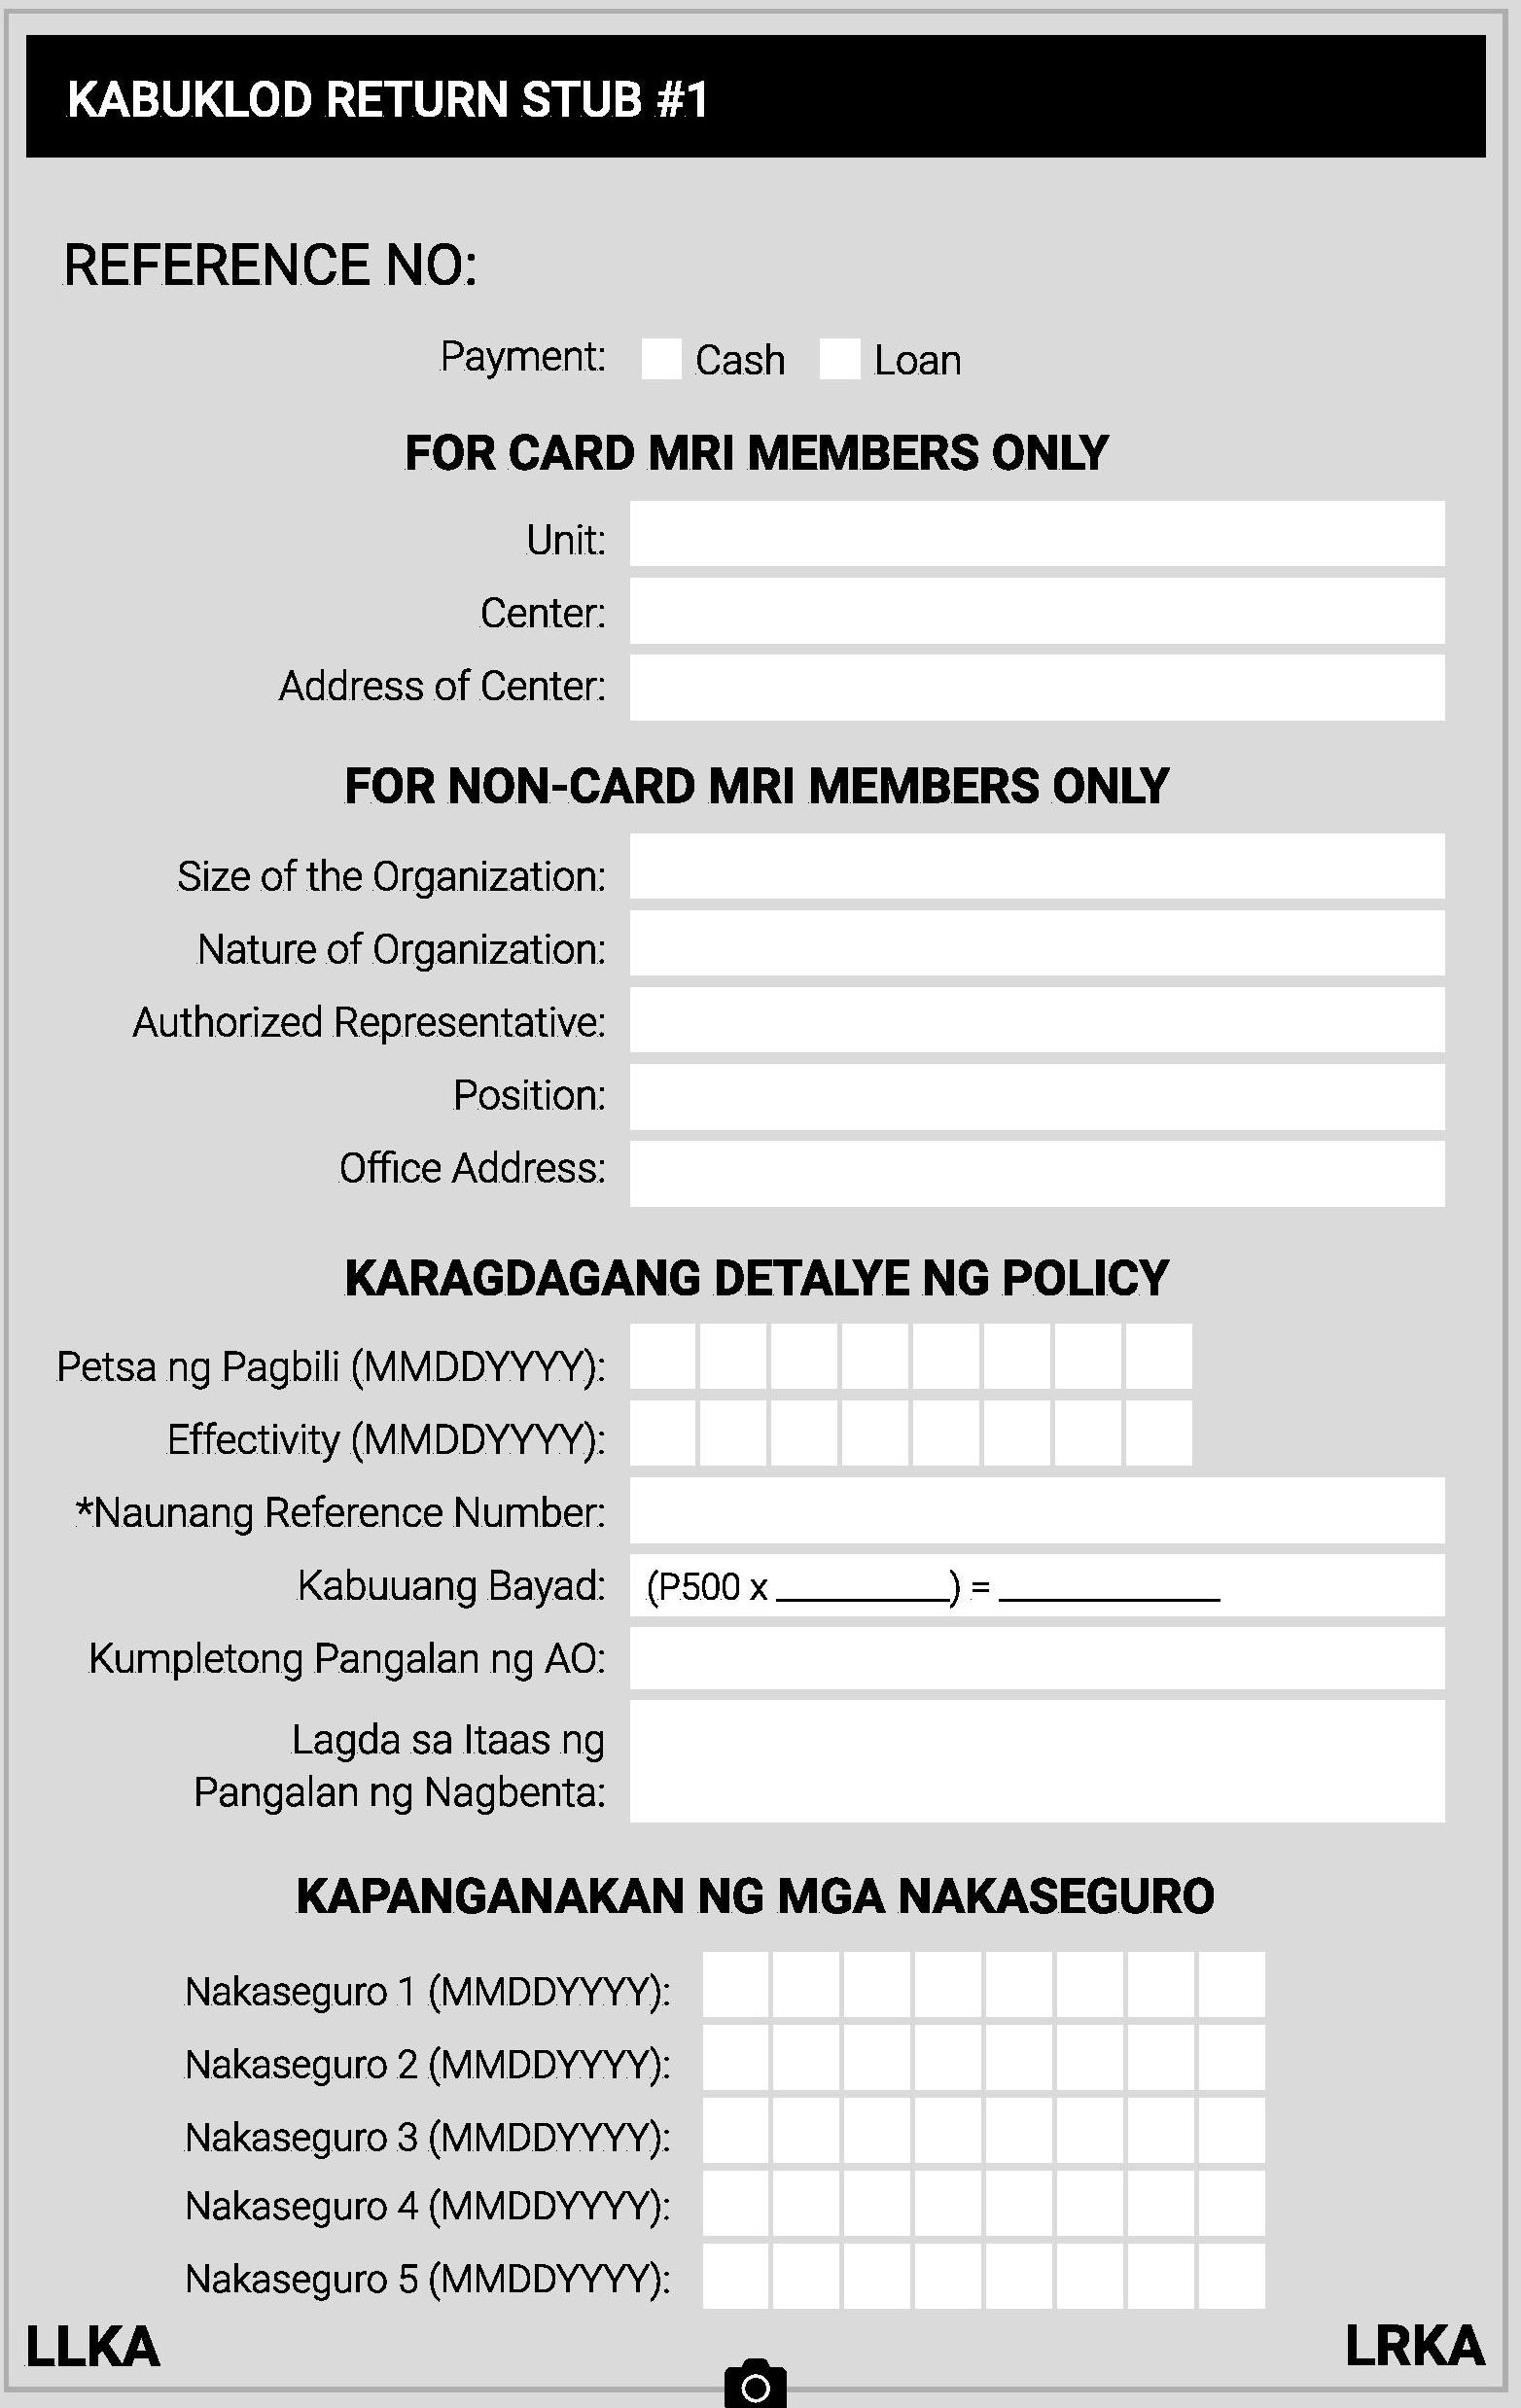 KABUKLOD RETURN STUB #1
REFERENCE NO:
Payment: Cash Loan
FOR CARD MRI MEMBERS ONLY
Unit:
Center:
Address of Center:
FOR NON-CARD MRI MEMBERS ONLY
Size of the Organization:
Nature of Organization:
Authorized Representative:
Position:
Office Address:
KARAGDAGANG DETALYE NG POLICY
Petsa ng Pagbili (MMDDYYYY):
Effectivity (MMDDYYYY):
*Naunang Reference Number:
Kabuuang Bayad: (P500 x _________) = ___________
Kumpletong Pangalan ng AO:
Lagda sa Itaas ng
Pangalan ng Nagbenta:
KAPANGANAKAN NG MGA NAKASEGURO
Nakaseguro 1 (MMDDYYYY):
Nakaseguro 2 (MMDDYYYY):
Nakaseguro 3 (MMDDYYYY):
Nakaseguro 4 (MMDDYYYY):
Nakaseguro 5 (MMDDYYYY):
LLKA LRKA